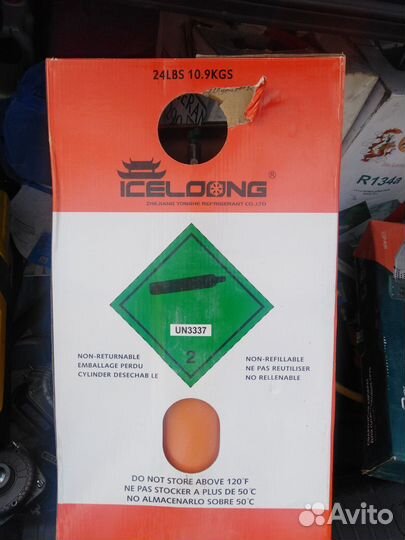 24LBS 10.9KGS
ICELOONG®
ZHEJIANG YONGHE REFRIGERANT CO.,LTD
R134a
UN3337
2
NON-RETURNABLE
EMBALLAGE PERDU
CYLINDER DESECHAB LE
NON-REFILLABLE
NE PAS REUTILISER
NO RELLENABLE
DO NOT STORE ABOVE 120°F
NE PAS STOCKER A PLUS DE 50°C
NO ALMACENARLO SOBRE 50°C
Avito